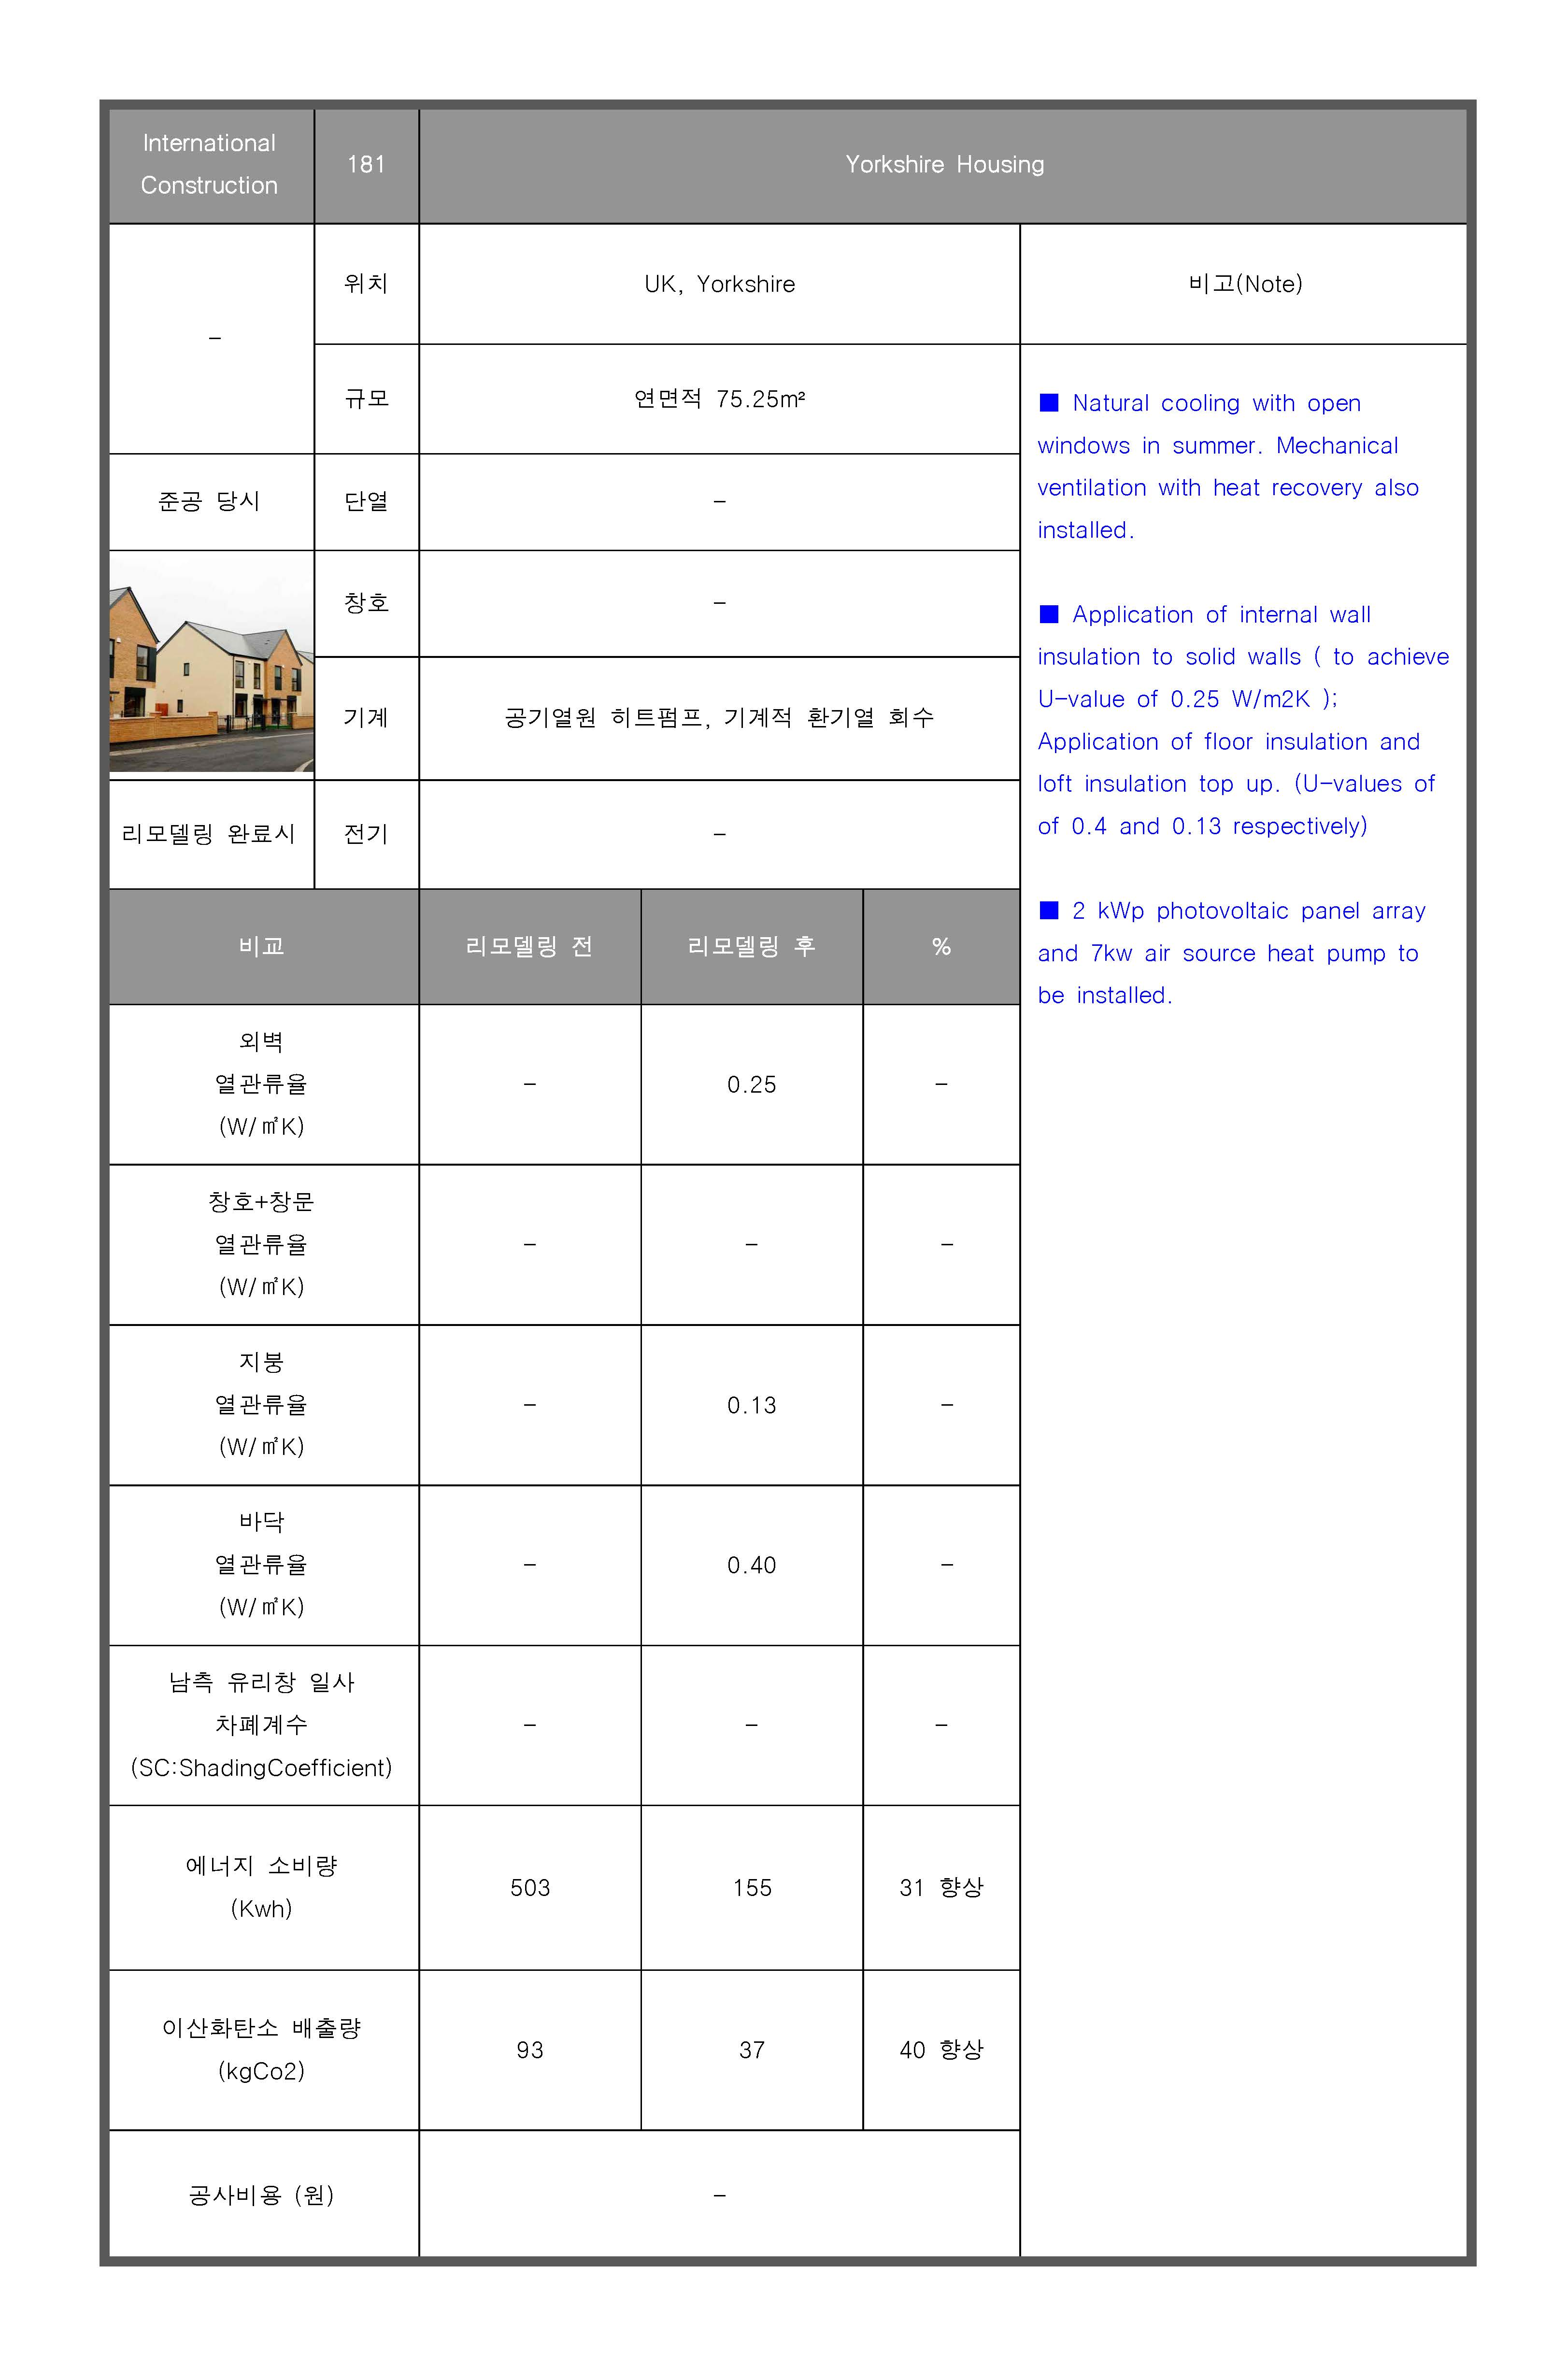 International
Construction
181
Yorkshire Housing
-
위치
UK, Yorkshire
비고(Note)
규모
연면적 75.25m²
준공 당시
단열
-
창호
-
기계
공기열원 히트펌프, 기계적 환기열 회수
리모델링 완료시
전기
-
■ Natural cooling with open
windows in summer. Mechanical
ventilation with heat recovery also
installed.
■ Application of internal wall
insulation to solid walls ( to achieve
U-value of 0.25 W/m2K );
Application of floor insulation and
loft insulation top up. (U-values of
of 0.4 and 0.13 respectively)
■ 2 kWp photovoltaic panel array
and 7kw air source heat pump to
be installed.
비교
리모델링 전
리모델링 후
%
외벽
열관류율
(W/㎡K)
-
0.25
-
창호+창문
열관류율
(W/㎡K)
-
-
-
지붕
열관류율
(W/㎡K)
-
0.13
-
바닥
열관류율
(W/㎡K)
-
0.40
-
남측 유리창 일사
차폐계수
(SC:ShadingCoefficient)
-
-
-
에너지 소비량
(Kwh)
503
155
31 향상
이산화탄소 배출량
(kgCo2)
93
37
40 향상
공사비용 (원)
-